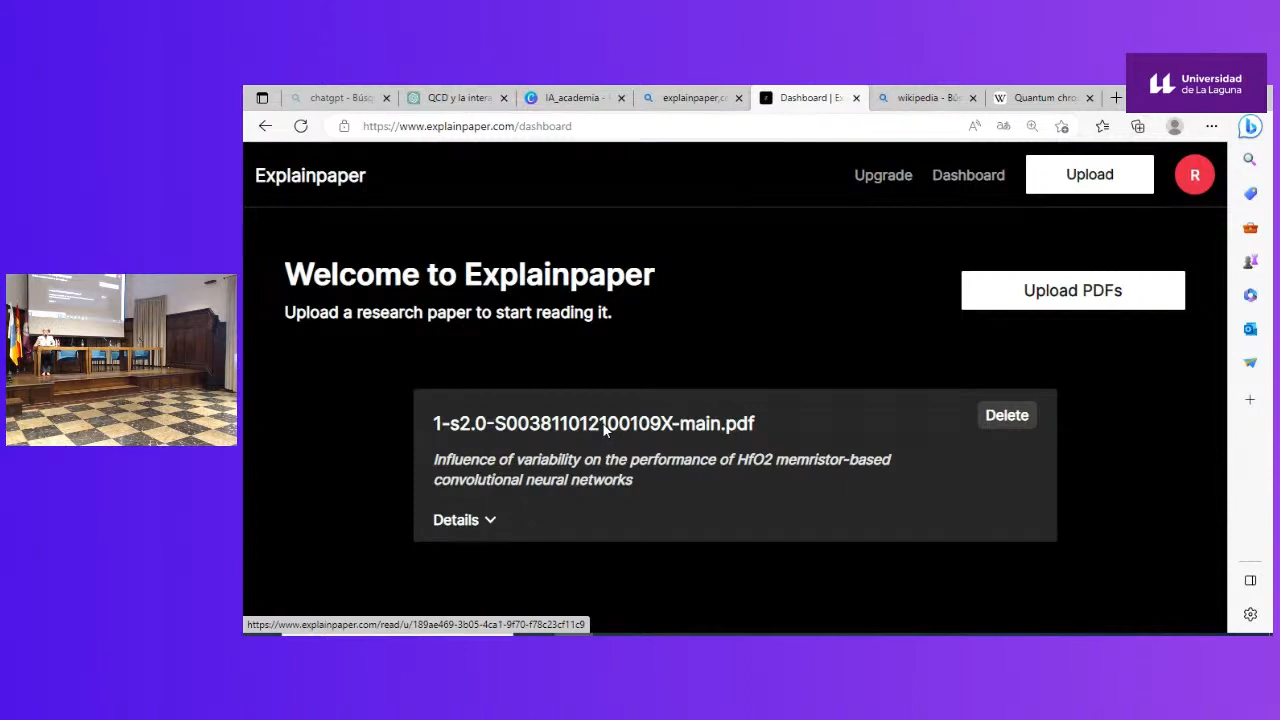 Universidad
de La Laguna
chatgpt - Búsq
QCD y la intera
IA_academia -
explainpaper.c
Dashboard | Ex
wikipedia - Bús
Quantum chro
https://www.explainpaper.com/dashboard
Explainpaper
Upgrade
Dashboard
Upload
R
Welcome to Explainpaper
Upload a research paper to start reading it.
Upload PDFs
1-s2.0-S003811012100109X-main.pdf
Delete
Influence of variability on the performance of HfO2 memristor-based
convolutional neural networks
Details
https://www.explainpaper.com/read/u/189ae469-3b05-4ca1-9f70-f78c23cf11c9